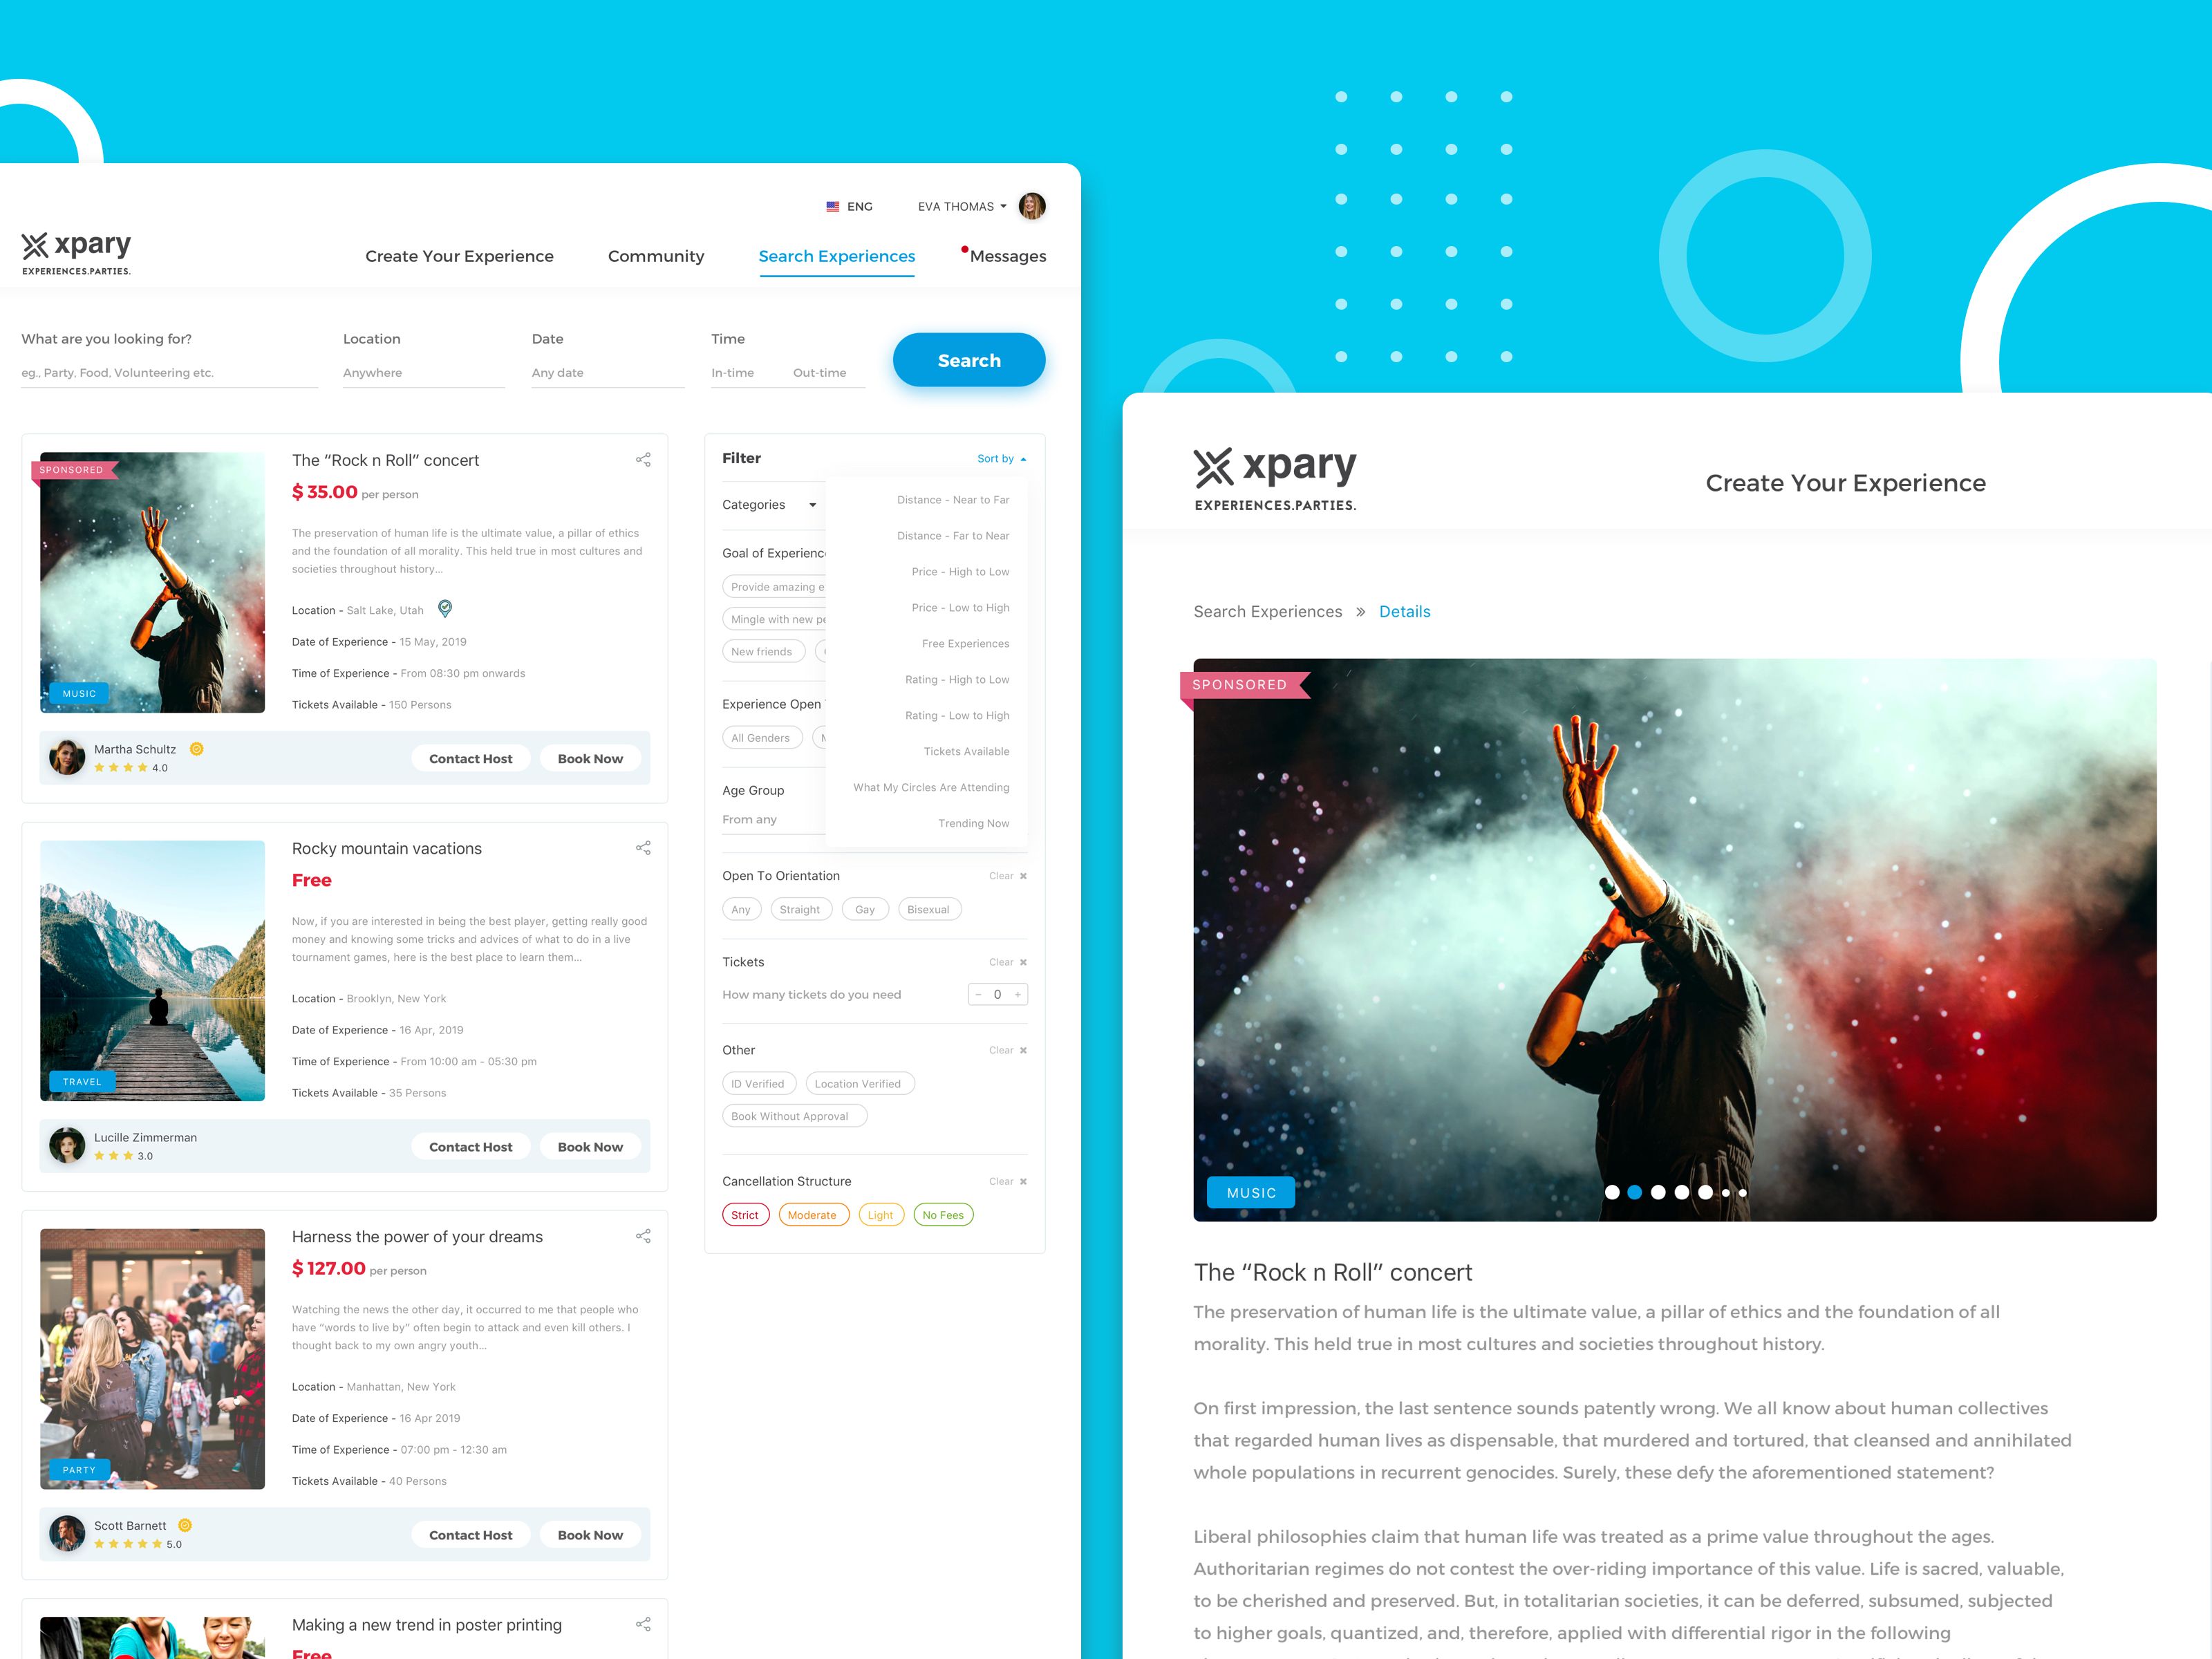 ENG
EVA THOMAS
xpary
EXPERIENCES.PARTIES.
Create Your Experience
Community
Search Experiences
Messages
What are you looking for?
eg., Party, Food, Volunteering etc.
Location
Anywhere
Date
Any date
Time
In-time
Out-time
Search
SPONSORED
MUSIC
The “Rock n Roll” concert
$ 35.00 per person
The preservation of human life is the ultimate value, a pillar of ethics
and the foundation of all morality. This held true in most cultures and
societies throughout history...
Location - Salt Lake, Utah
Date of Experience - 15 May, 2019
Time of Experience - From 08:30 pm onwards
Tickets Available - 150 Persons
Martha Schultz
4.0
Contact Host
Book Now
TRAVEL
Rocky mountain vacations
Free
Now, if you are interested in being the best player, getting really good
money and knowing some tricks and advices of what to do in a live
tournament games, here is the best place to learn them...
Location - Brooklyn, New York
Date of Experience - 16 Apr, 2019
Time of Experience - From 10:00 am - 05:30 pm
Tickets Available - 35 Persons
Lucille Zimmerman
3.0
Contact Host
Book Now
PARTY
Harness the power of your dreams
$ 127.00 per person
Watching the news the other day, it occurred to me that people who
have “words to live by” often begin to attack and even kill others. I
thought back to my own angry youth...
Location - Manhattan, New York
Date of Experience - 16 Apr 2019
Time of Experience - 07:00 pm - 12:30 am
Tickets Available - 40 Persons
Scott Barnett
5.0
Contact Host
Book Now
Making a new trend in poster printing
Free
Filter
Sort by
Categories
Goal of Experienc
Provide amazing e
Mingle with new pe
New friends
Experience Open
All Genders
Age Group
From any
Distance - Near to Far
Distance - Far to Near
Price - High to Low
Price - Low to High
Free Experiences
Rating - High to Low
Rating - Low to High
Tickets Available
What My Circles Are Attending
Trending Now
Open To Orientation
Clear
Any
Straight
Gay
Bisexual
Tickets
Clear
How many tickets do you need
- 0 +
Other
Clear
ID Verified
Location Verified
Book Without Approval
Cancellation Structure
Clear
Strict
Moderate
Light
No Fees
xpary
EXPERIENCES.PARTIES.
Create Your Experience
Search Experiences » Details
SPONSORED
MUSIC
The “Rock n Roll” concert
The preservation of human life is the ultimate value, a pillar of ethics and the foundation of all
morality. This held true in most cultures and societies throughout history.
On first impression, the last sentence sounds patently wrong. We all know about human collectives
that regarded human lives as dispensable, that murdered and tortured, that cleansed and annihilated
whole populations in recurrent genocides. Surely, these defy the aforementioned statement?
Liberal philosophies claim that human life was treated as a prime value throughout the ages.
Authoritarian regimes do not contest the over-riding importance of this value. Life is sacred, valuable,
to be cherished and preserved. But, in totalitarian societies, it can be deferred, subsumed, subjected
to higher goals, quantized, and, therefore, applied with differential rigor in the following